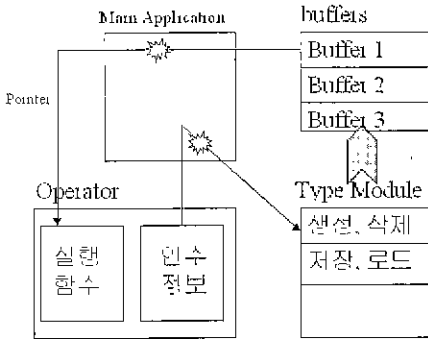 Main Application
buffers
Buffer 1
Buffer 2
Buffer 3
Pointer
Operator
Type Module
실행
함수
인수
정보
생성, 삭제
저장, 로드